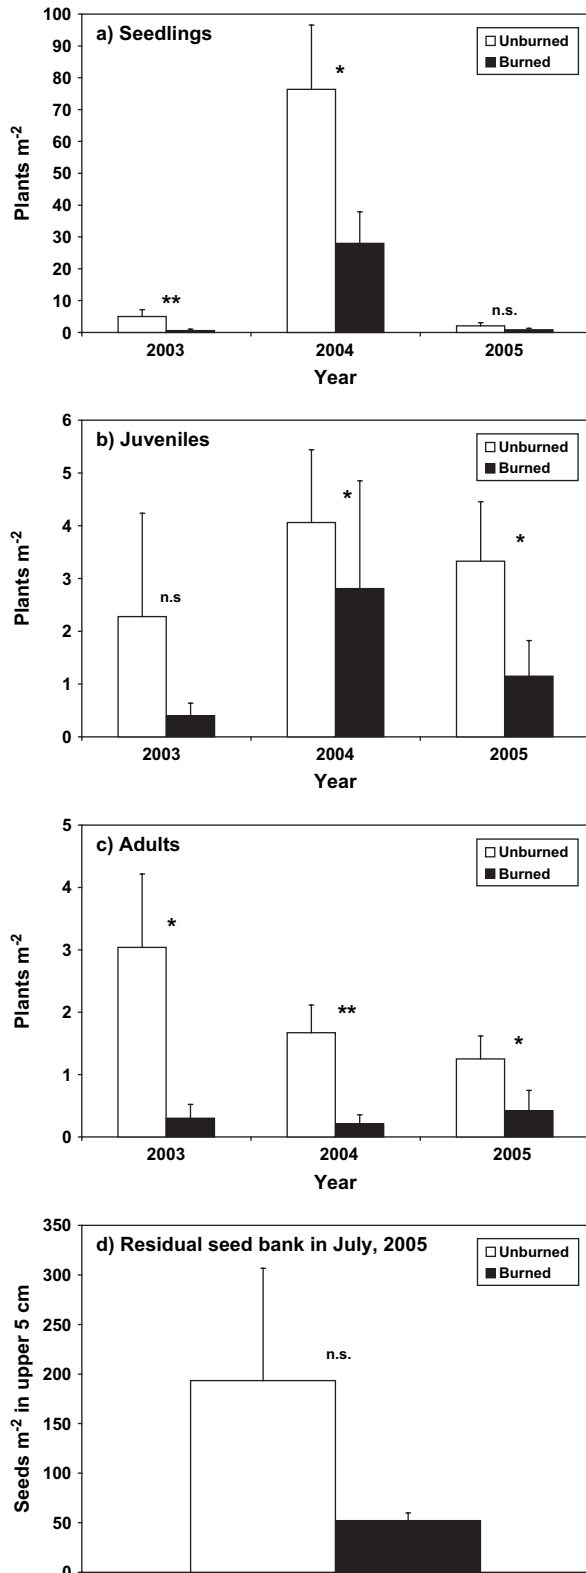 a) Seedlings
Unburned
Burned
Plants m-2
100
90
80
70
60
50
40
30
20
10
0
**
*
n.s.
2003 2004 2005
Year
b) Juveniles
Unburned
Burned
Plants m-2
6
5
4
3
2
1
0
n.s
*
*
2003 2004 2005
Year
c) Adults
Unburned
Burned
Plants m-2
5
4
3
2
1
0
*
**
*
2003 2004 2005
Year
d) Residual seed bank in July, 2005
Unburned
Burned
Seeds m-2 in upper 5 cm
350
300
250
200
150
100
50
0
n.s.